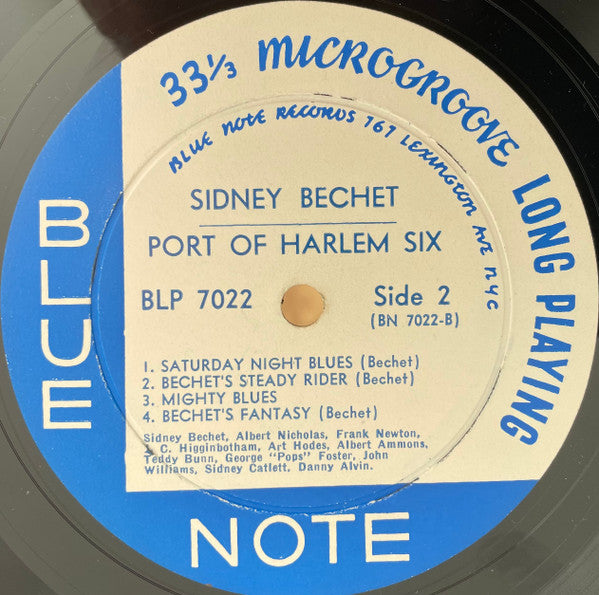 33⅓ MICROGROOVE LONG PLAYING
BLUE NOTE RECORDS 767 LEXINGTON AVE NYC
SIDNEY BECHET
PORT OF HARLEM SIX
BLP 7022 Side 2
(BN 7022-B)
1. SATURDAY NIGHT BLUES (Bechet)
2. BECHET'S STEADY RIDER (Bechet)
3. MIGHTY BLUES
4. BECHET'S FANTASY (Bechet)
Sidney Bechet, Albert Nicholas, Frank Newton,
J. C. Higginbotham, Art Hodes, Albert Ammons,
Teddy Bunn, George "Pops" Foster, John
Williams, Sidney Catlett, Danny Alvin.
BLUE
NOTE